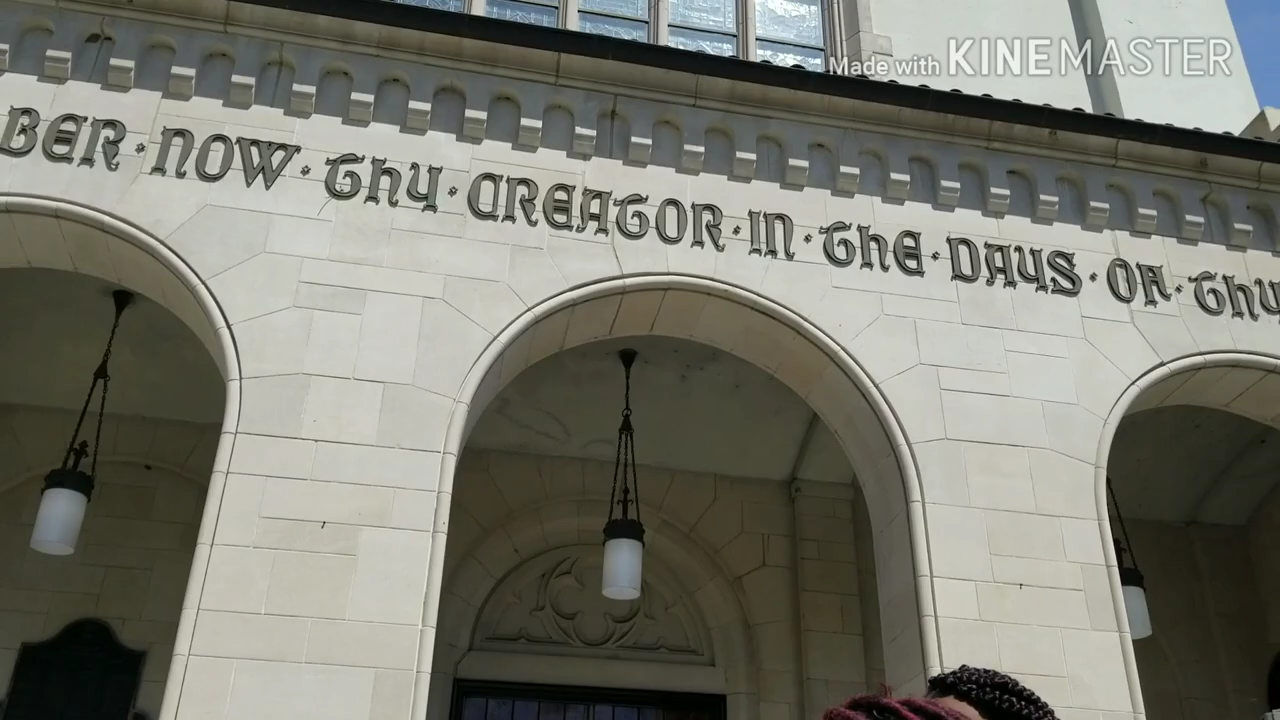 Made with KINEMASTER
BER · NOW · THY · CREATOR · IN · THE · DAYS · OF · THY